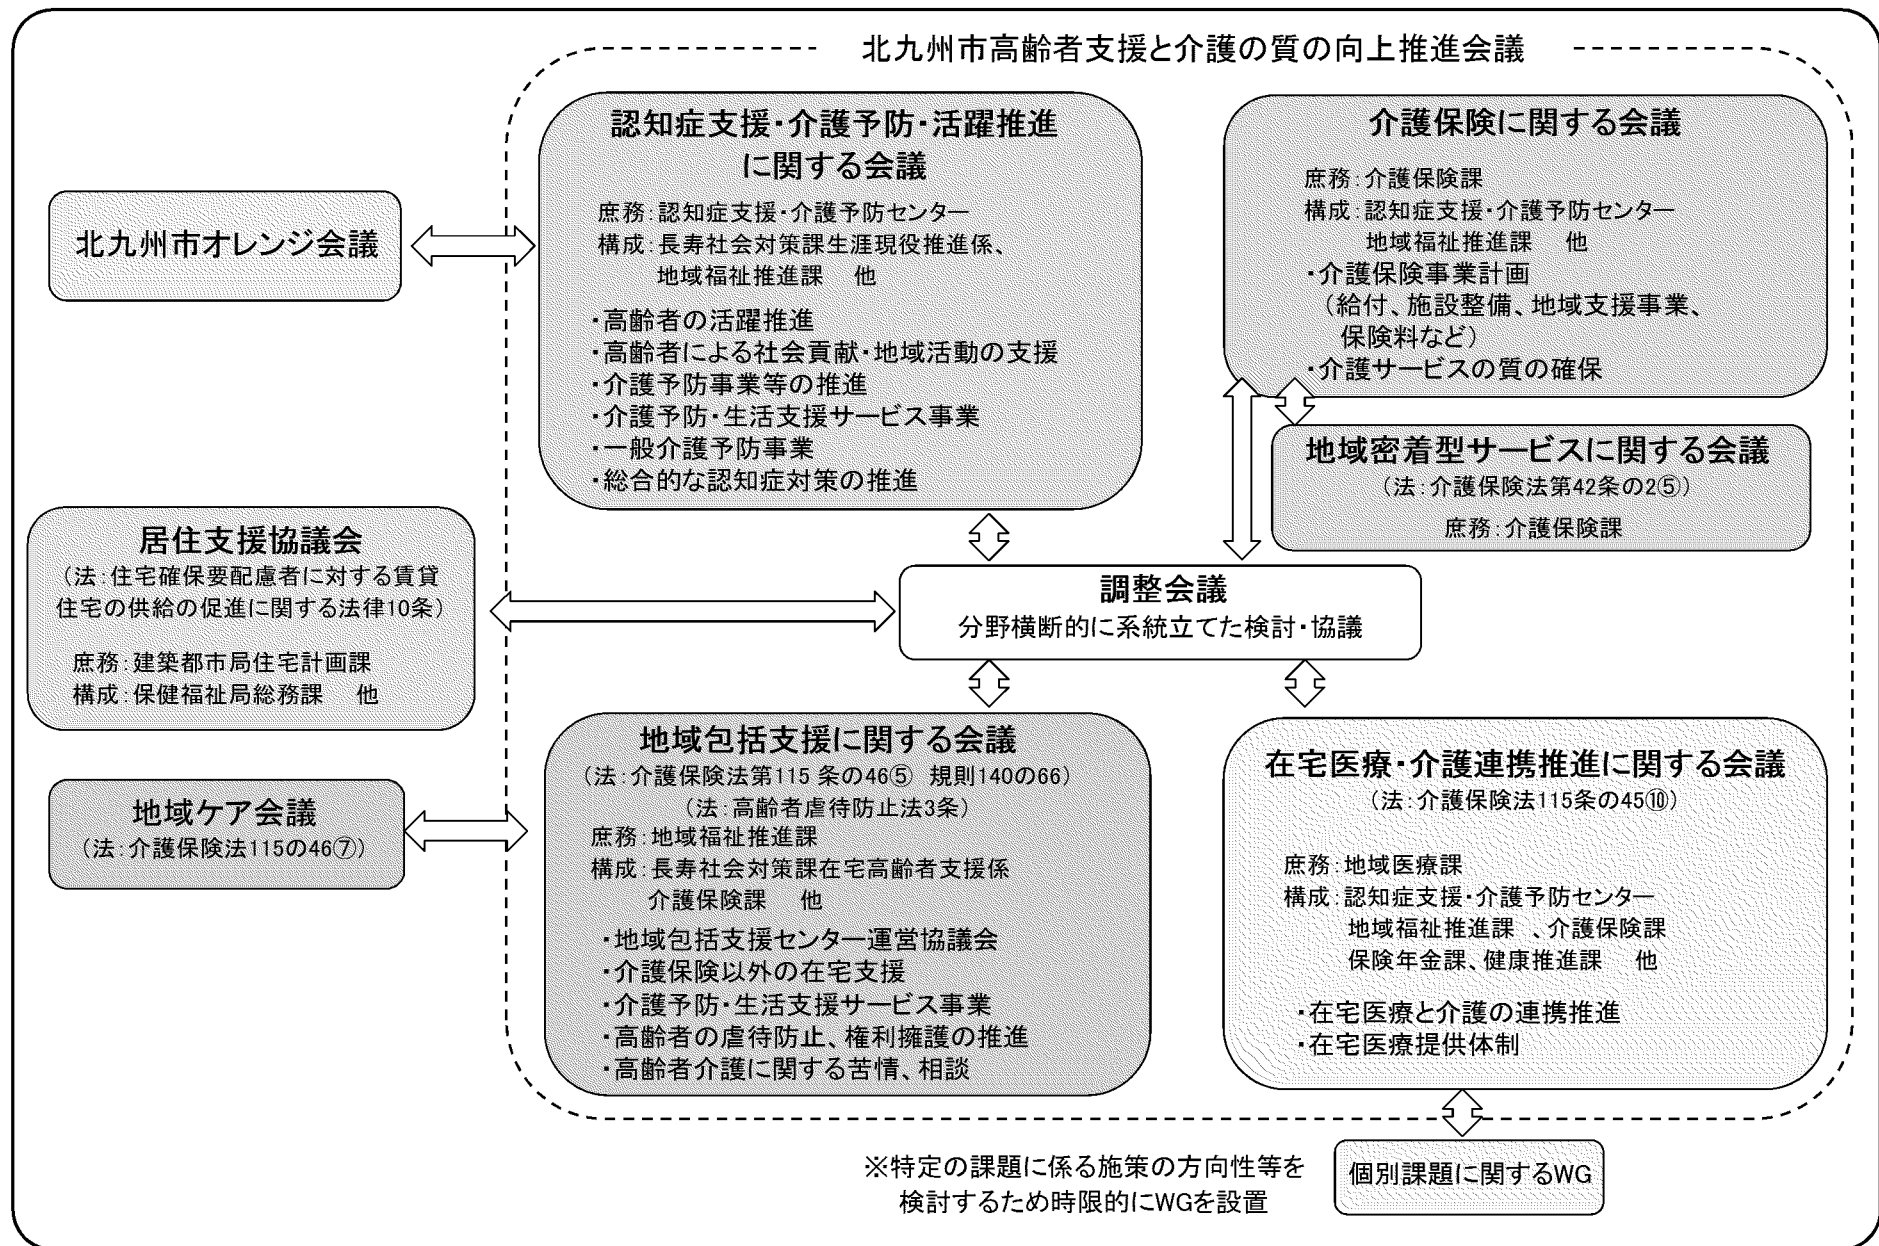 北九州市高齢者支援と介護の質の向上推進会議
認知症支援・介護予防・活躍推進
に関する会議
庶務：認知症支援・介護予防センター
構成：長寿社会対策課生涯現役推進係、
地域福祉推進課　他
・高齢者の活躍推進
・高齢者による社会貢献・地域活動の支援
・介護予防事業等の推進
・介護予防・生活支援サービス事業
・一般介護予防事業
・総合的な認知症対策の推進
介護保険に関する会議
庶務：介護保険課
構成：認知症支援・介護予防センター
地域福祉推進課　他
・介護保険事業計画
（給付、施設整備、地域支援事業、
保険料など）
・介護サービスの質の確保
北九州市オレンジ会議
地域密着型サービスに関する会議
（法：介護保険法第42条の2⑤）
庶務：介護保険課
居住支援協議会
（法：住宅確保要配慮者に対する賃貸
住宅の供給の促進に関する法律10条）
庶務：建築都市局住宅計画課
構成：保健福祉局総務課　他
調整会議
分野横断的に系統立てた検討・協議
地域包括支援に関する会議
（法：介護保険法第115 条の46⑤　規則140の66）
（法：高齢者虐待防止法3条）
庶務：地域福祉推進課
構成：長寿社会対策課在宅高齢者支援係
介護保険課　他
・地域包括支援センター運営協議会
・介護保険以外の在宅支援
・介護予防・生活支援サービス事業
・高齢者の虐待防止、権利擁護の推進
・高齢者介護に関する苦情、相談
在宅医療・介護連携推進に関する会議
（法：介護保険法115条の45⑩）
庶務：地域医療課
構成：認知症支援・介護予防センター
地域福祉推進課 、介護保険課
保険年金課、健康推進課　他
・在宅医療と介護の連携推進
・在宅医療提供体制
地域ケア会議
（法：介護保険法115の46⑦）
※特定の課題に係る施策の方向性等を
検討するため時限的にWGを設置
個別課題に関するWG